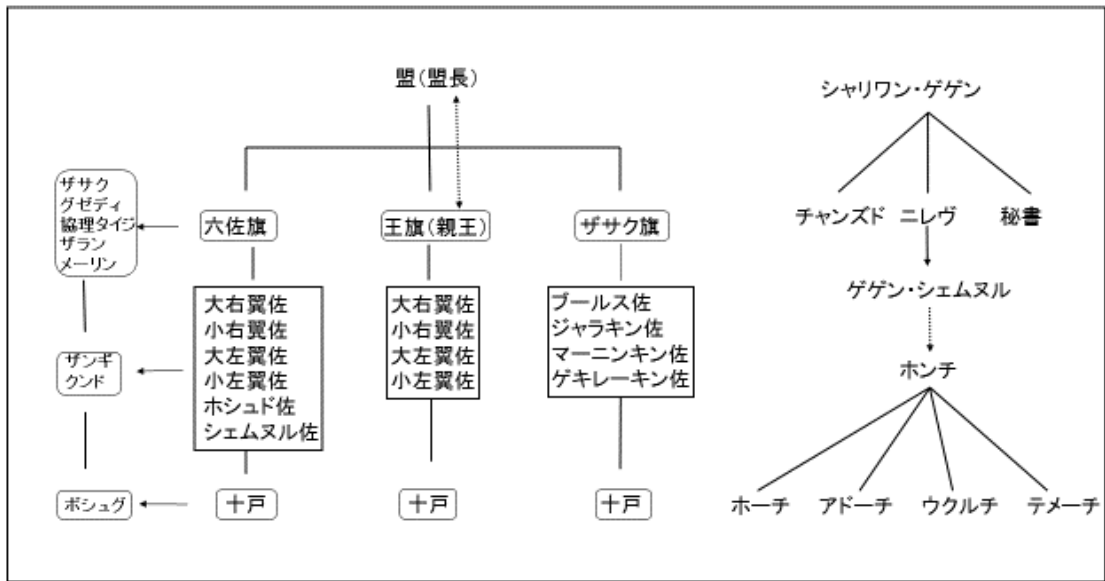 盟(盟長)
ザサク
グゼディ
協理タイジ
ザラン
メーリン
六佐旗
王旗(親王)
ザサク旗
大右翼佐
小右翼佐
大左翼佐
小左翼佐
ホシュド佐
シェムヌル佐
大右翼佐
小右翼佐
大左翼佐
小左翼佐
ブールス佐
ジャラキン佐
マーニンキン佐
ゲキレーキン佐
ザンギ
クンド
ボシュグ
十戸
十戸
十戸
シャリワン・ゲゲン
チャンズド ニレヴ 秘書
ゲゲン・シェムヌル
ホンチ
ホーチ アドーチ ウクルチ テメーチ